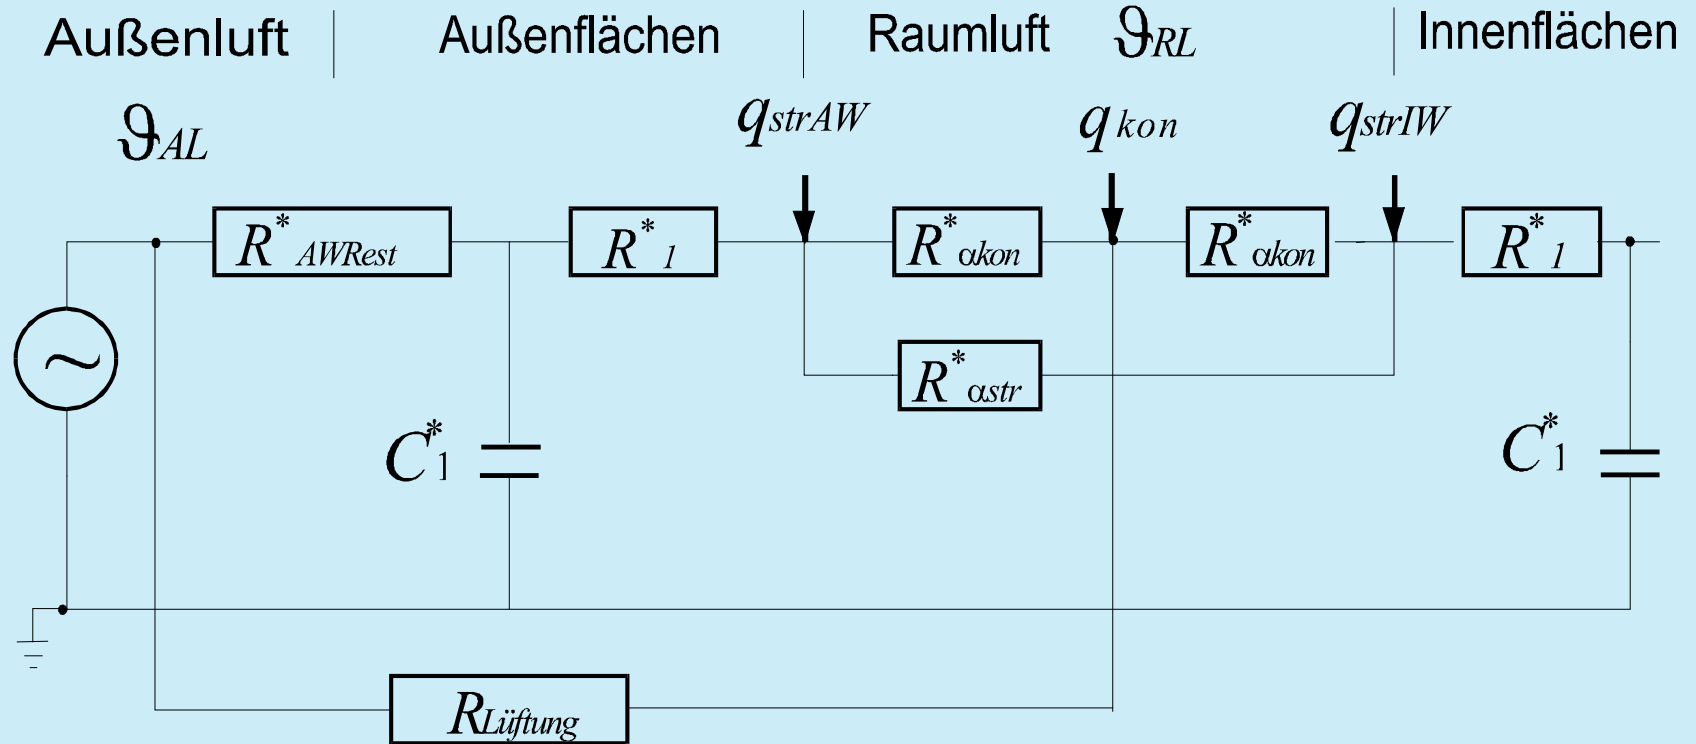 Außenluft | Außenflächen | Raumluft ϑRL | Innenflächen
ϑAL
qstrAW
qkon
qstrIW
R*AWRest
R*1
R*αkon
R*αkon
R*1
~
R*αstr
C*1
C*1
RLüftung